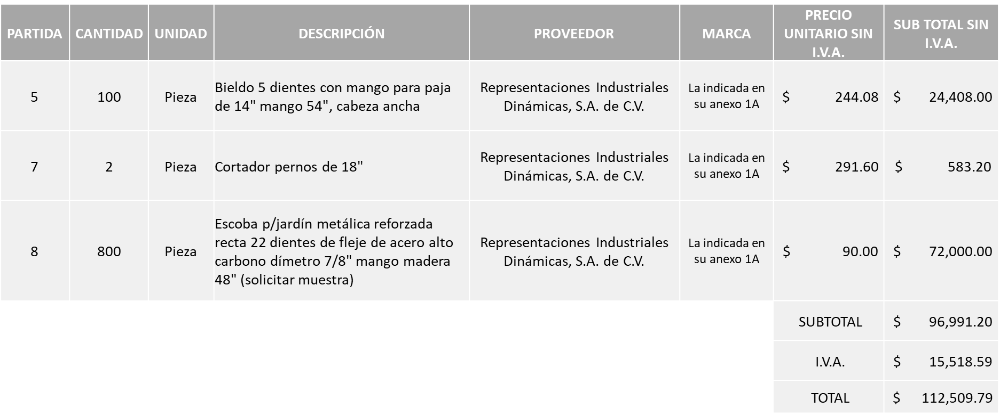 PARTIDA CANTIDAD UNIDAD DESCRIPCIÓN PROVEEDOR MARCA PRECIO UNITARIO SIN I.V.A. SUB TOTAL SIN I.V.A.
5 100 Pieza Bieldo 5 dientes con mango para paja de 14" mango 54", cabeza ancha Representaciones Industriales Dinámicas, S.A. de C.V. La indicada en su anexo 1A $ 244.08 $ 24,408.00
7 2 Pieza Cortador pernos de 18" Representaciones Industriales Dinámicas, S.A. de C.V. La indicada en su anexo 1A $ 291.60 $ 583.20
8 800 Pieza Escoba p/jardín metálica reforzada recta 22 dientes de fleje de acero alto carbono dímetro 7/8" mango madera 48" (solicitar muestra) Representaciones Industriales Dinámicas, S.A. de C.V. La indicada en su anexo 1A $ 90.00 $ 72,000.00
SUBTOTAL $ 96,991.20
I.V.A. $ 15,518.59
TOTAL $ 112,509.79